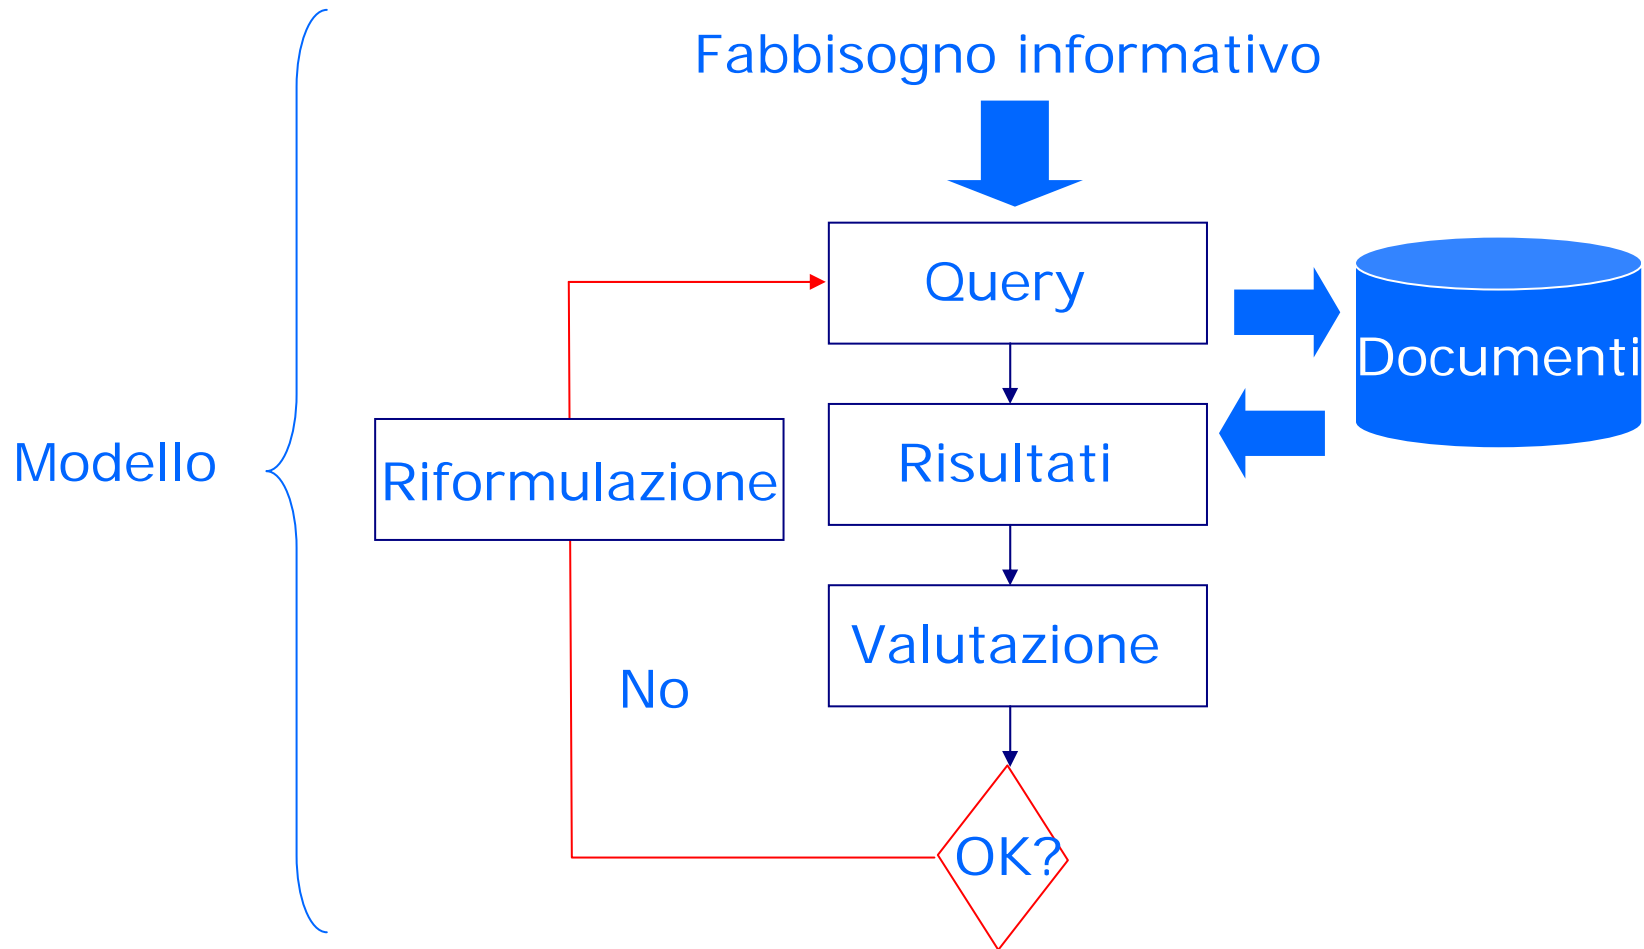 Fabbisogno informativo
Query
Documenti
Modello
Riformulazione
Risultati
Valutazione
No
OK?